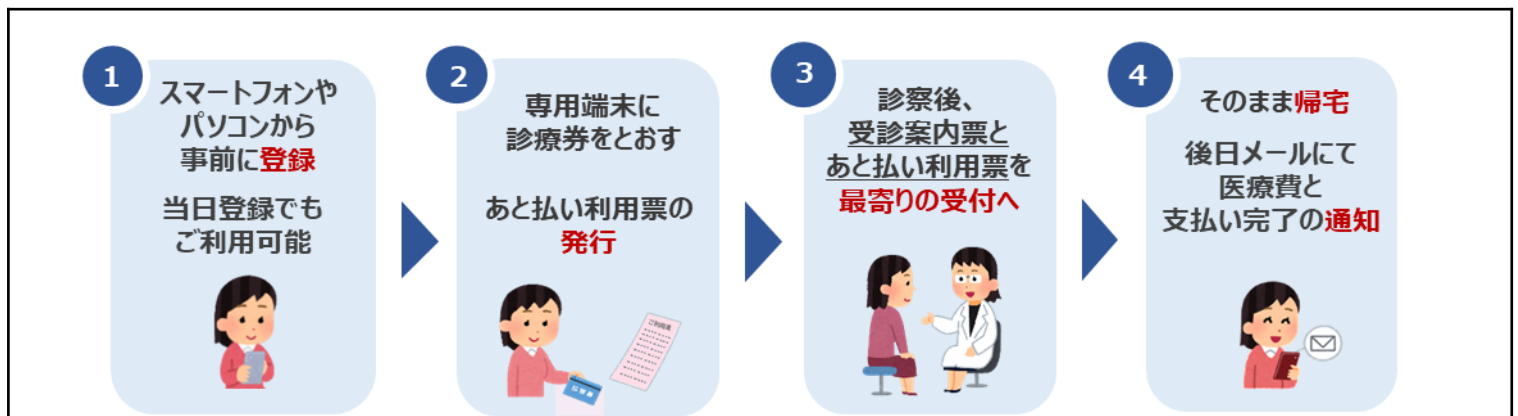 1
スマートフォンや
パソコンから
事前に登録
当日登録でも
ご利用可能
2
専用端末に
診療券をとおす
あと払い利用票の
発行
ご利用票
3
診察後、
受診案内票と
あと払い利用票を
最寄りの受付へ
4
そのまま帰宅
後日メールにて
医療費と
支払い完了の通知